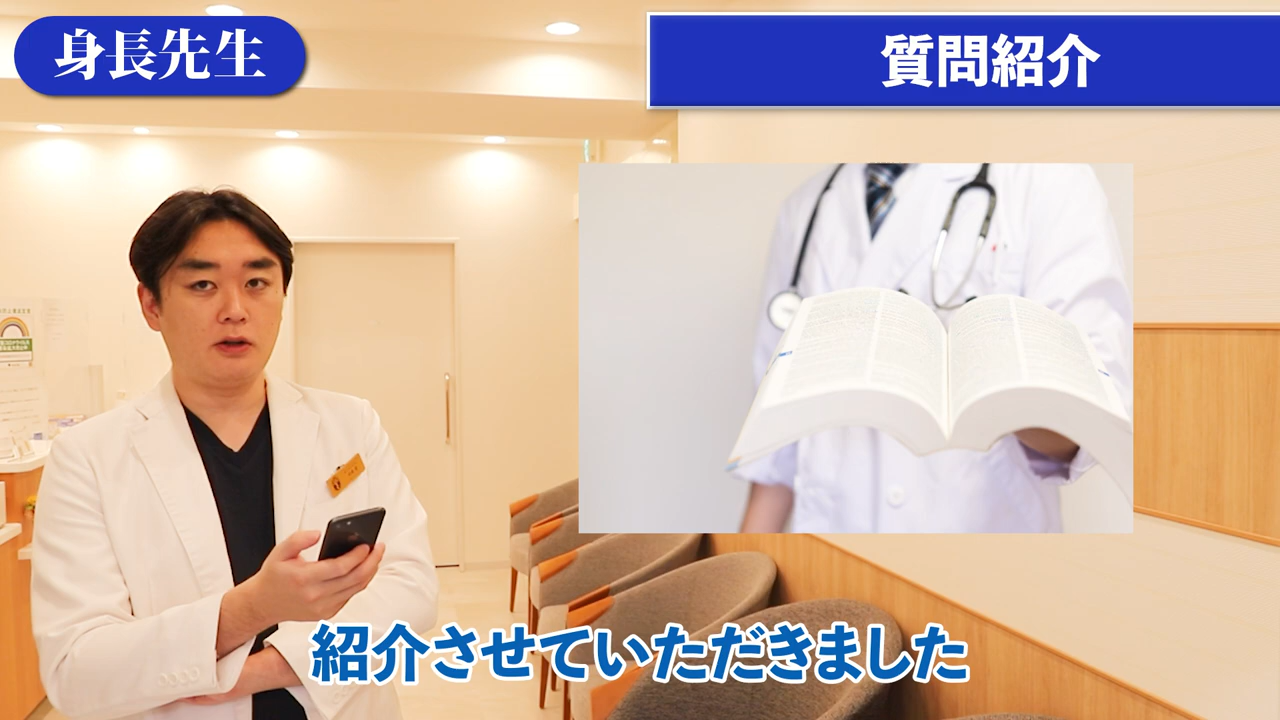 身長先生
質問紹介
紹介させていただきました